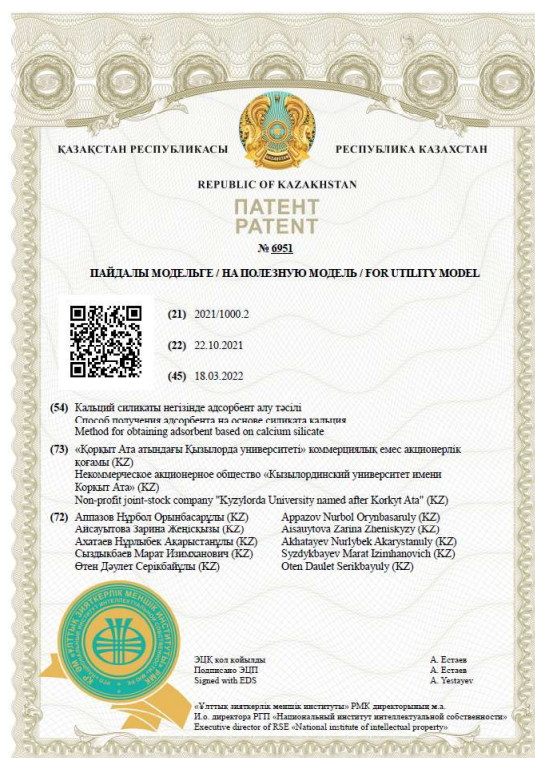 ҚАЗАҚСТАН РЕСПУБЛИКАСЫ
РЕСПУБЛИКА КАЗАХСТАН
REPUBLIC OF KAZAKHSTAN
ПАТЕНТ
PATENT
№ 6951
ПАЙДАЛЫ МОДЕЛЬГЕ / НА ПОЛЕЗНУЮ МОДЕЛЬ / FOR UTILITY MODEL
(21) 2021/1000.2
(22) 22.10.2021
(45) 18.03.2022
(54) Кальций силикаты негізінде адсорбент алу тәсілі
Способ получения адсорбента на основе силиката кальция
Method for obtaining adsorbent based on calcium silicate
(73) «Қорқыт Ата атындағы Қызылорда университеті» коммерциялық емес акционерлік
қоғамы (KZ)
Некоммерческое акционерное общество «Кызылординский университет имени
Коркыт Ата» (KZ)
Non-profit joint-stock company "Kyzylorda University named after Korkyt Ata" (KZ)
(72) Аппазов Нұрбол Орынбасарұлы (KZ) Appazov Nurbol Orynbasaruly (KZ)
Айсауытова Зарина Жеңісқызы (KZ) Aisauytova Zarina Zheniskyzy (KZ)
Ахатаев Нұрлыбек Ақарыстанұлы (KZ) Akhatayev Nurlybek Akarystanuly (KZ)
Сыздыкбаев Марат Изимханович (KZ) Syzdykbayev Marat Izimhanovich (KZ)
Өтен Дәулет Серікбайұлы (KZ) Oten Daulet Serikbayuly (KZ)
ЭЦҚ қол қойылды А. Естаев
Подписано ЭЦП А. Естаев
Signed with EDS A. Yestayev
«Ұлттық зияткерлік меншік институты» РМК директорының м.а.
И.о. директора РГП «Национальный институт интеллектуальной собственности»
Executive director of RSE «National institute of intellectual property»